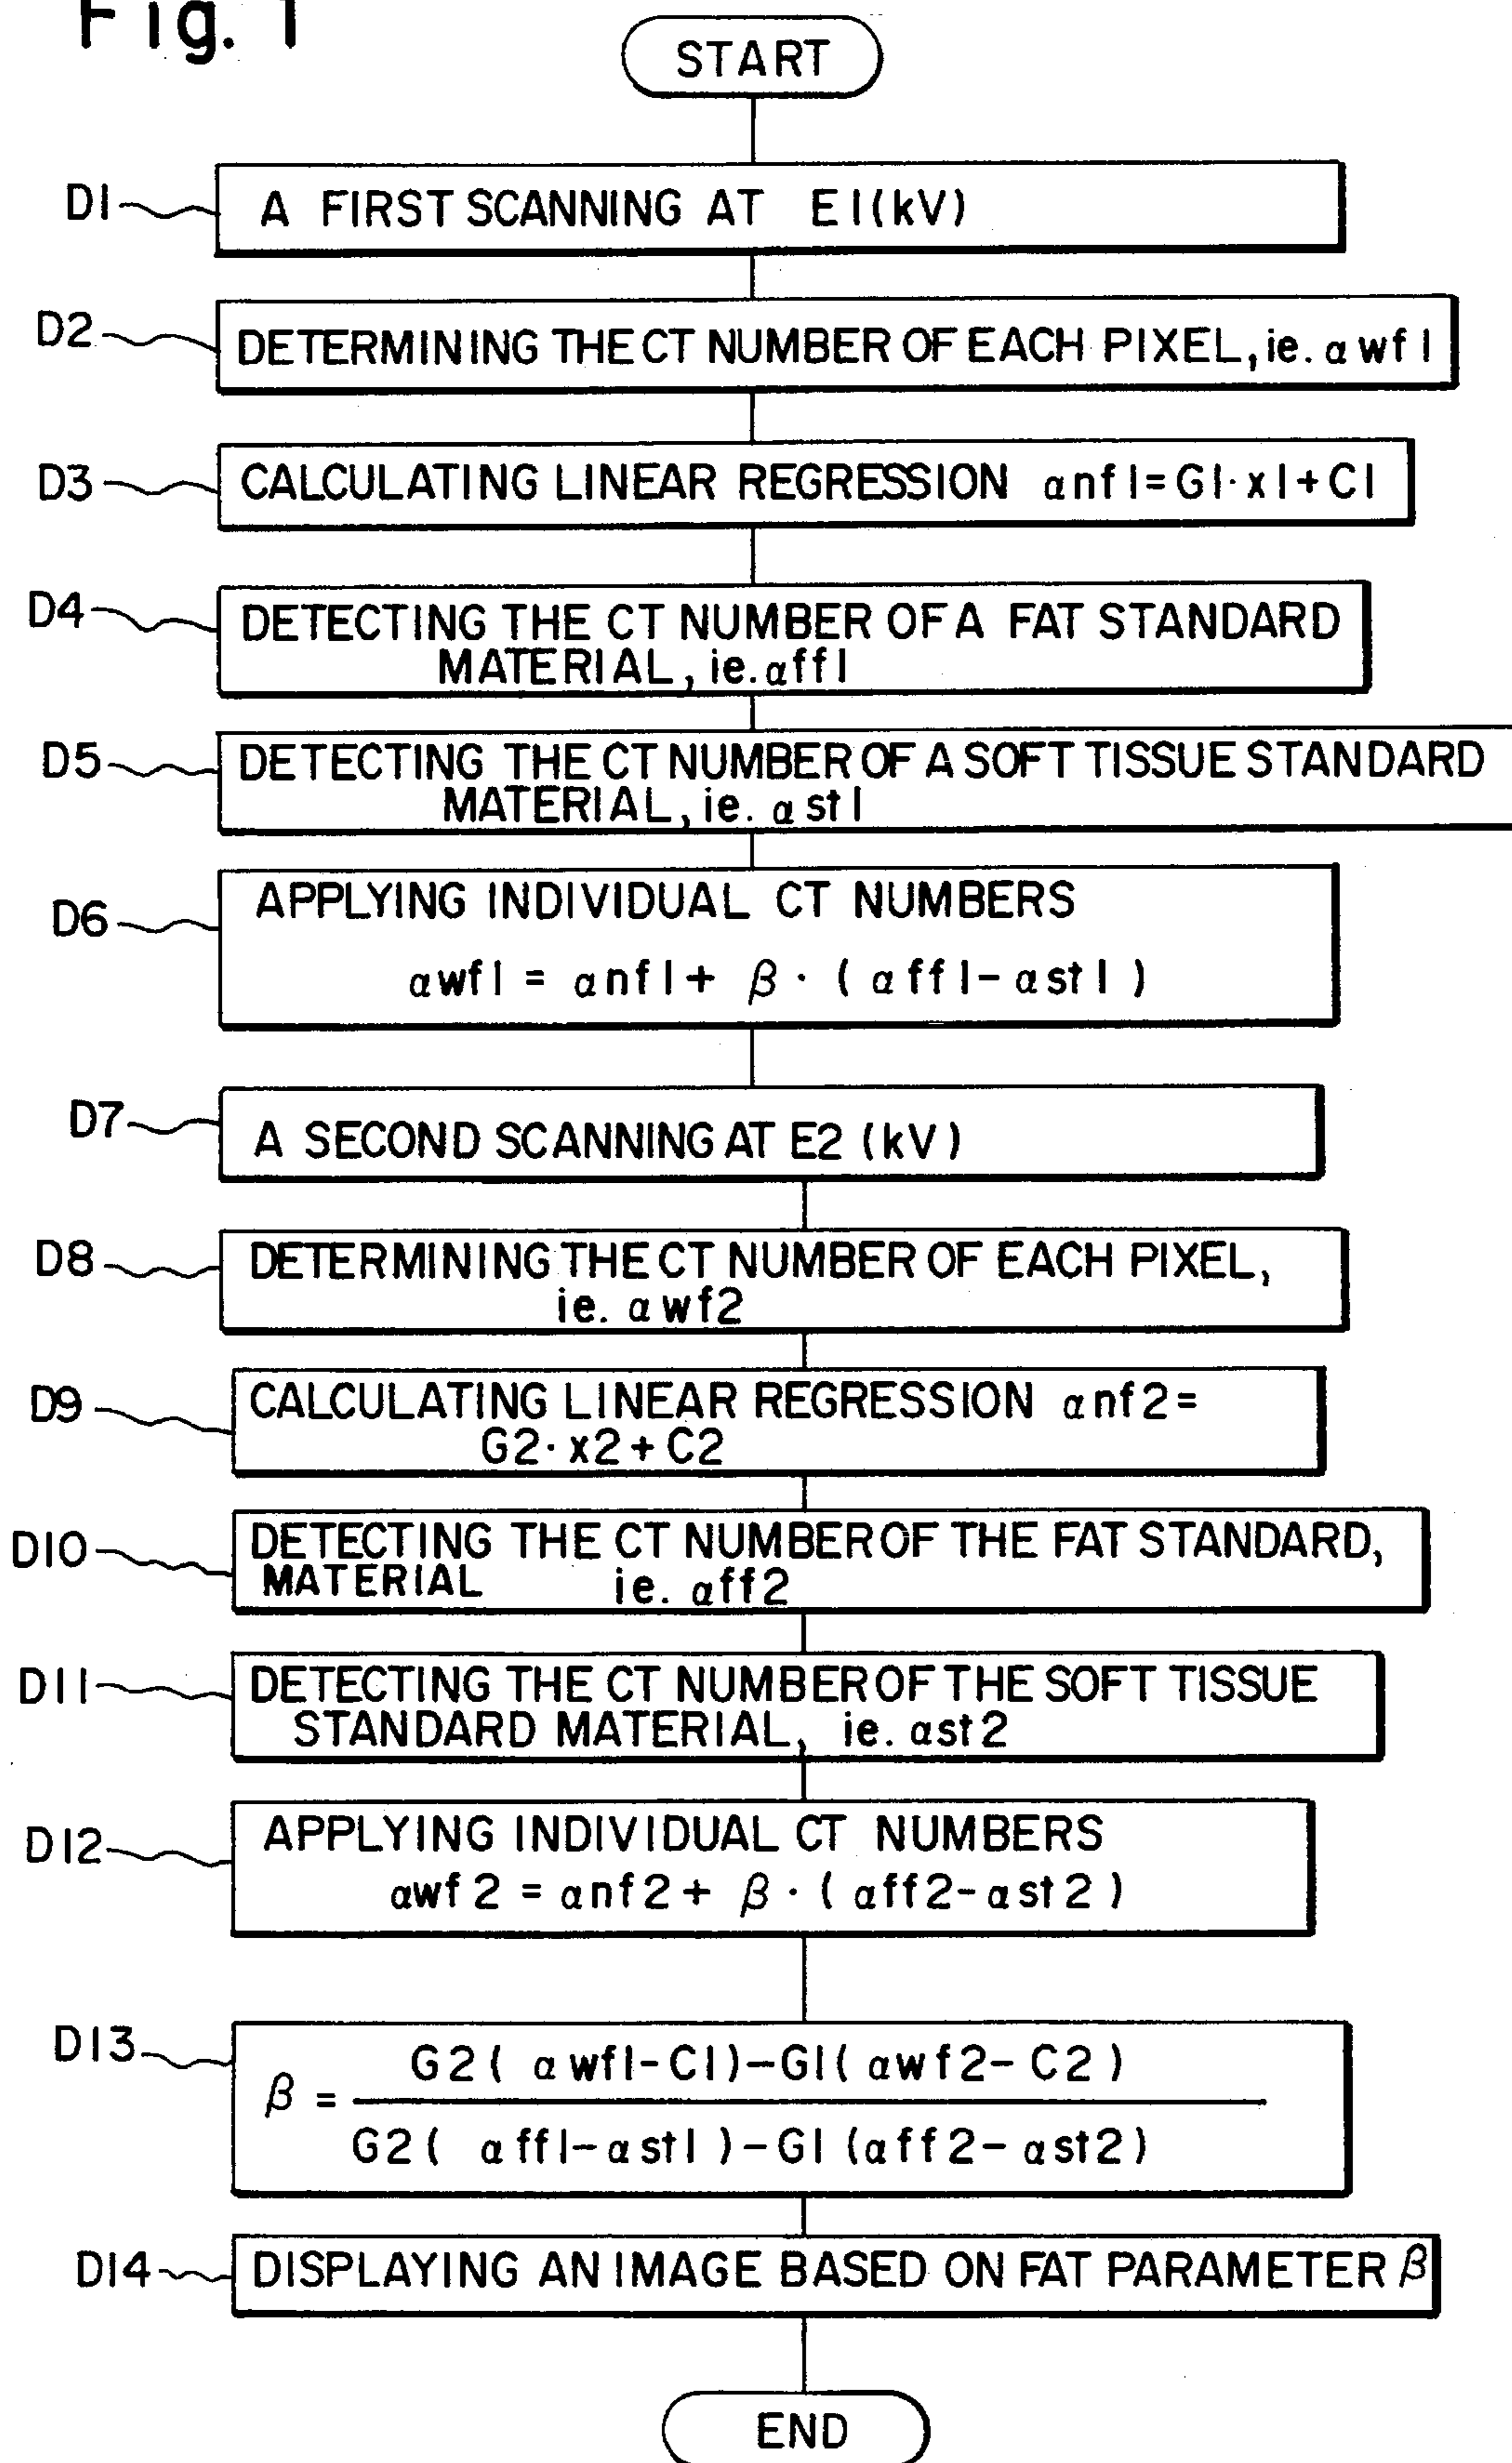 Fig. 1
START
D1
A FIRST SCANNING AT E1(kV)
D2
DETERMINING THE CT NUMBER OF EACH PIXEL, ie. αwf1
D3
CALCULATING LINEAR REGRESSION αnf1=G1·x1+C1
D4
DETECTING THE CT NUMBER OF A FAT STANDARD
MATERIAL, ie. αff1
D5
DETECTING THE CT NUMBER OF A SOFT TISSUE STANDARD
MATERIAL, ie. αst1
D6
APPLYING INDIVIDUAL CT NUMBERS
αwf1 = αnf1+ β · (αff1-αst1)
D7
A SECOND SCANNING AT E2 (kV)
D8
DETERMINING THE CT NUMBER OF EACH PIXEL,
ie. αwf2
D9
CALCULATING LINEAR REGRESSION αnf2=
G2·x2+C2
D10
DETECTING THE CT NUMBER OF THE FAT STANDARD,
MATERIAL ie. αff2
D11
DETECTING THE CT NUMBER OF THE SOFT TISSUE
STANDARD MATERIAL, ie. αst2
D12
APPLYING INDIVIDUAL CT NUMBERS
αwf2 = αnf2+ β · (αff2-αst2)
D13
G2(αwf1-C1)-G1(αwf2-C2)
β =
G2(αff1-αst1)-G1(αff2-αst2)
D14
DISPLAYING AN IMAGE BASED ON FAT PARAMETER β
END